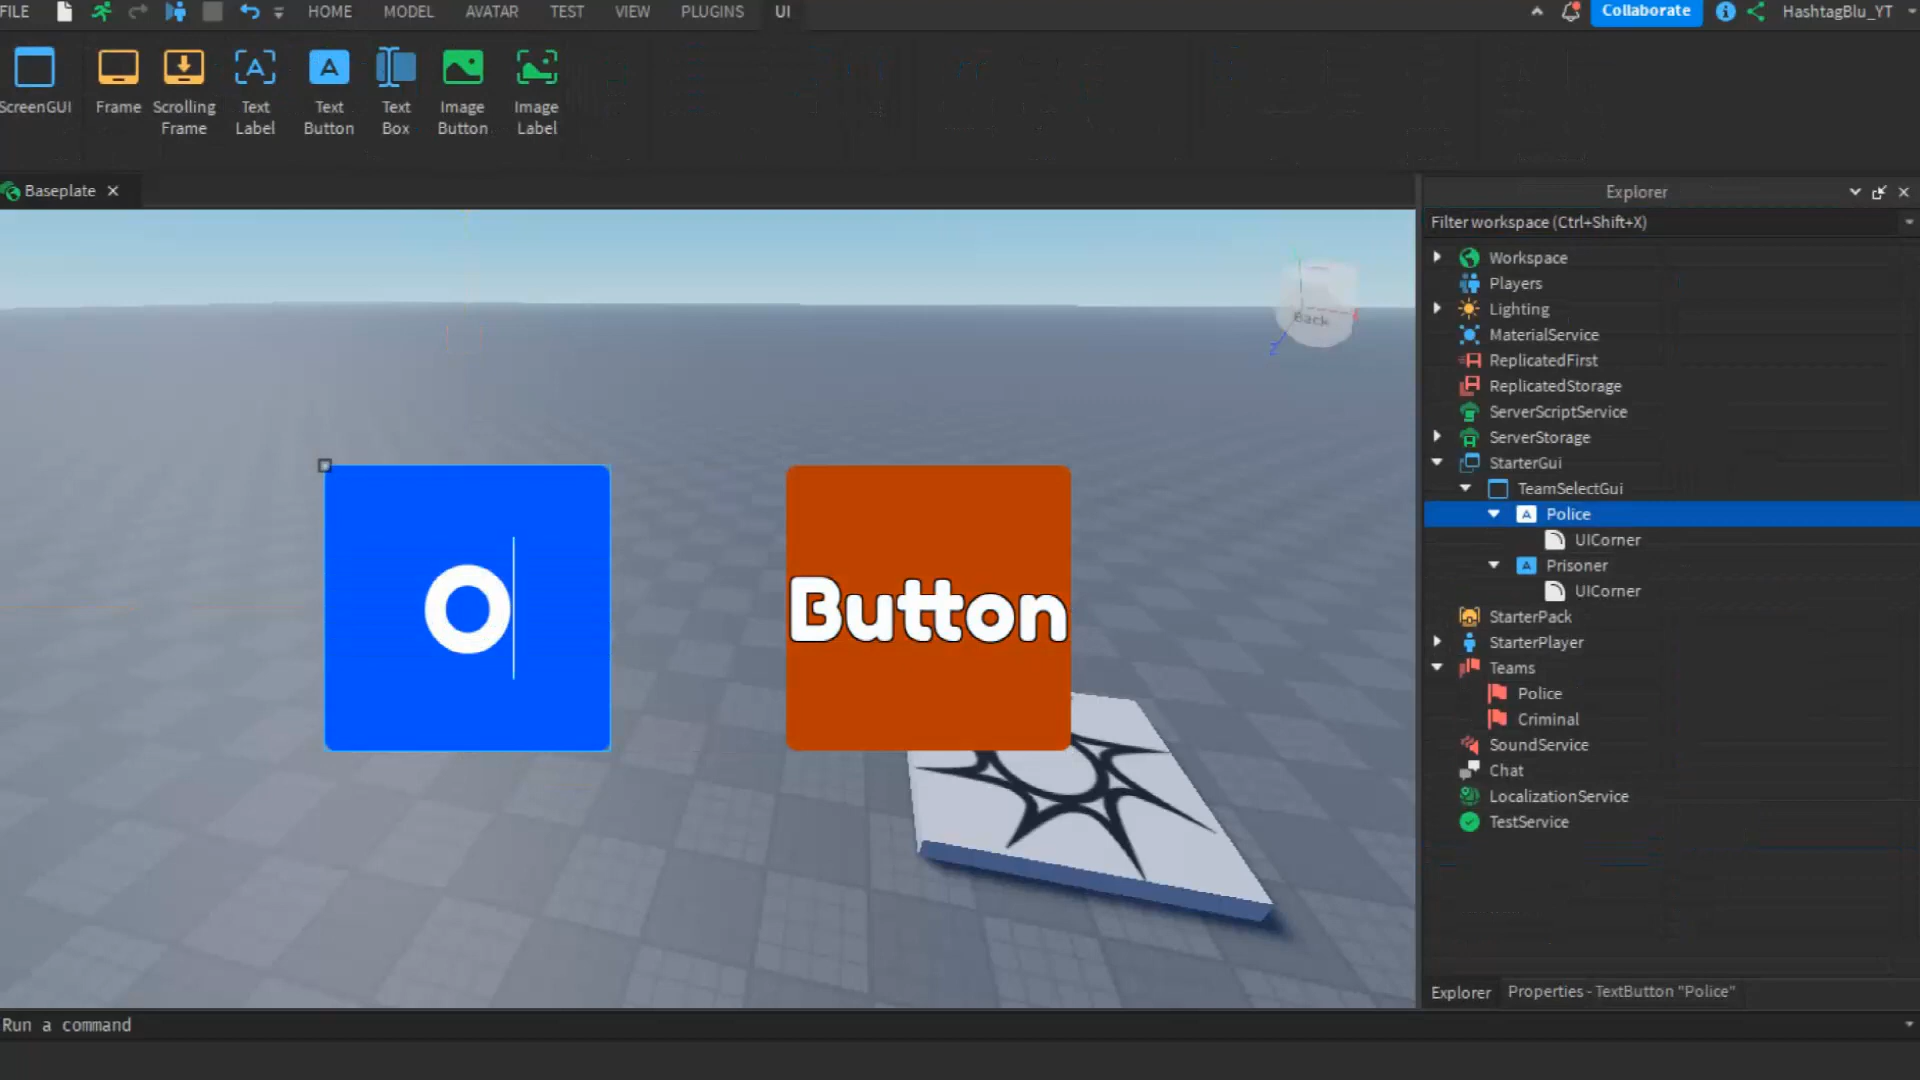 FILE HOME MODEL AVATAR TEST VIEW PLUGINS UI Collaborate HashtagBlu_YT
ScreenGUI
Frame
Scrolling
Frame
Text
Label
Text
Button
Text
Box
Image
Button
Image
Label
Baseplate
Back
Z
O
Button
Explorer
Filter workspace (Ctrl+Shift+X)
Workspace
Players
Lighting
MaterialService
ReplicatedFirst
ReplicatedStorage
ServerScriptService
ServerStorage
StarterGui
TeamSelectGui
Police
UICorner
Prisoner
UICorner
StarterPack
StarterPlayer
Teams
Police
Criminal
SoundService
Chat
LocalizationService
TestService
Explorer Properties - TextButton "Police"
Run a command